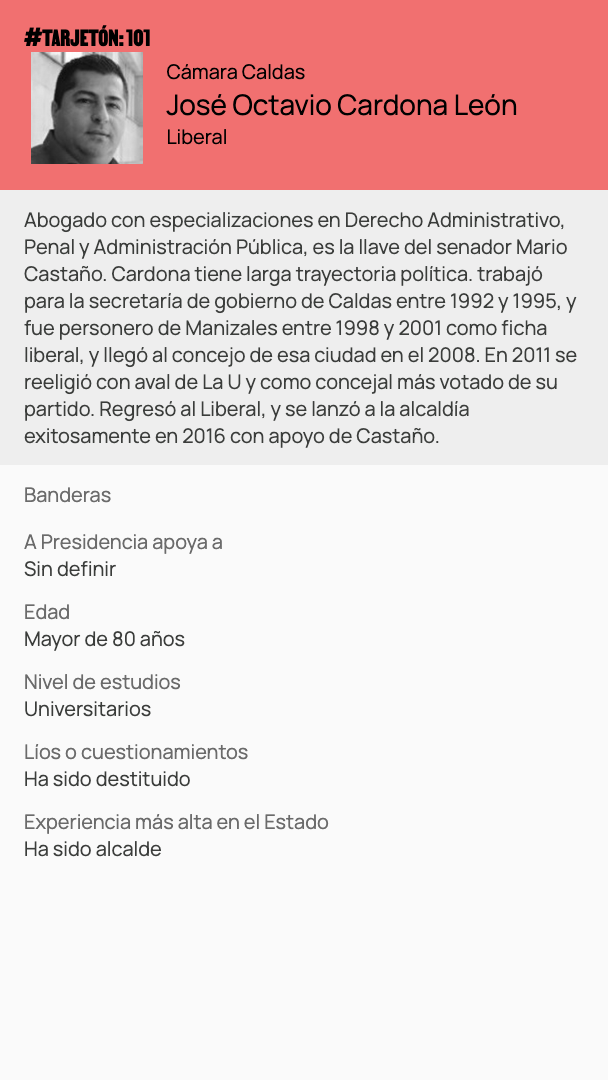 #TARJETÓN: 101
Cámara Caldas
José Octavio Cardona León
Liberal
Abogado con especializaciones en Derecho Administrativo,
Penal y Administración Pública, es la llave del senador Mario
Castaño. Cardona tiene larga trayectoria política. trabajó
para la secretaría de gobierno de Caldas entre 1992 y 1995, y
fue personero de Manizales entre 1998 y 2001 como ficha
liberal, y llegó al concejo de esa ciudad en el 2008. En 2011 se
reeligió con aval de La U y como concejal más votado de su
partido. Regresó al Liberal, y se lanzó a la alcaldía
exitosamente en 2016 con apoyo de Castaño.
Banderas
A Presidencia apoya a
Sin definir
Edad
Mayor de 80 años
Nivel de estudios
Universitarios
Líos o cuestionamientos
Ha sido destituido
Experiencia más alta en el Estado
Ha sido alcalde